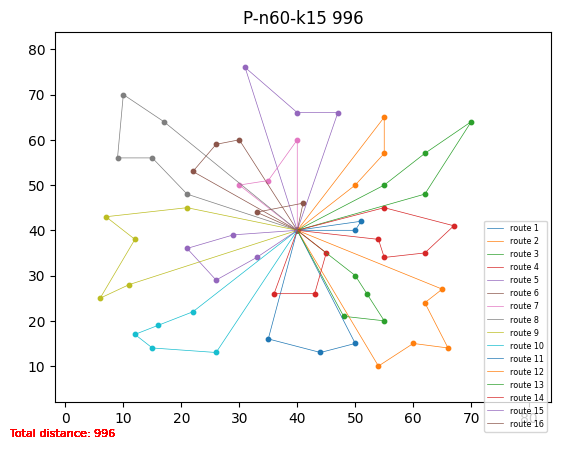 P-n60-k15 996
80
70
60
50
40
30
20
10
0 10 20 30 40 50 60 70 80
route 1
route 2
route 3
route 4
route 5
route 6
route 7
route 8
route 9
route 10
route 11
route 12
route 13
route 14
route 15
route 16
Total distance: 996